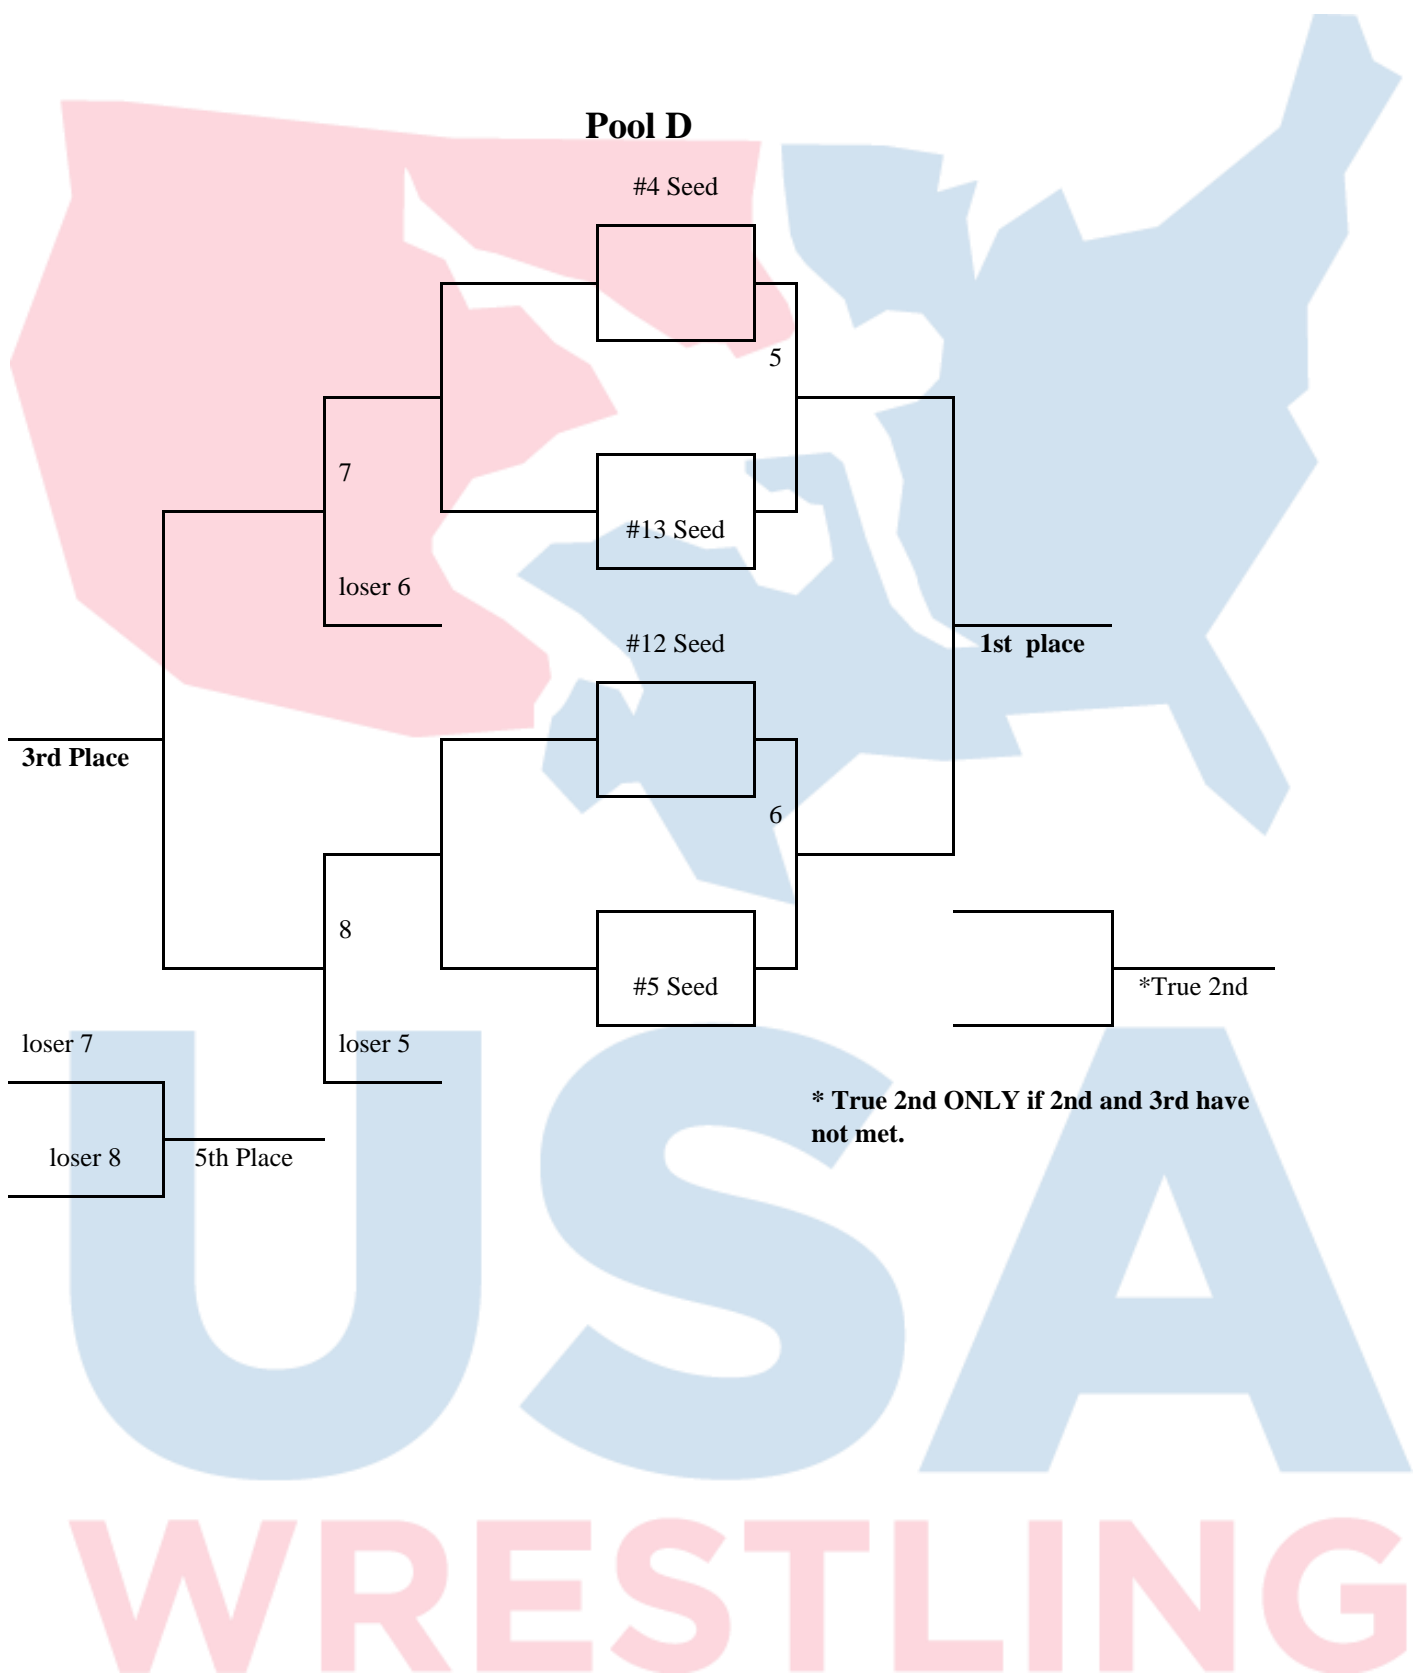 Pool D
#4 Seed
5
7
#13 Seed
loser 6
#12 Seed
1st  place
3rd Place
6
8
#5 Seed
*True 2nd
loser 7
loser 5
* True 2nd ONLY if 2nd and 3rd have
not met.
loser 8
5th Place
USA
WRESTLING